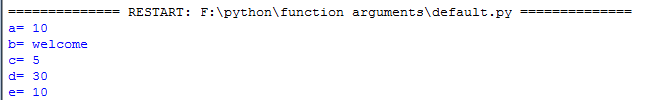 =============== RESTART: F:\python\function arguments\default.py ===============
a= 10
b= welcome
c= 5
d= 30
e= 10